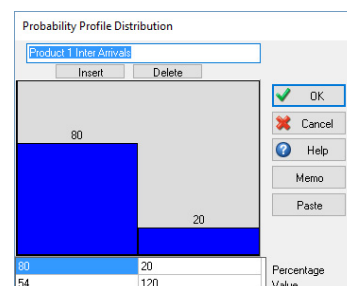 Probability Profile Distribution
Product 1 Inter Arrivals
Insert Delete
OK
80
Cancel
Help
Memo
20
Paste
80 20 Percentage
54 120 Value